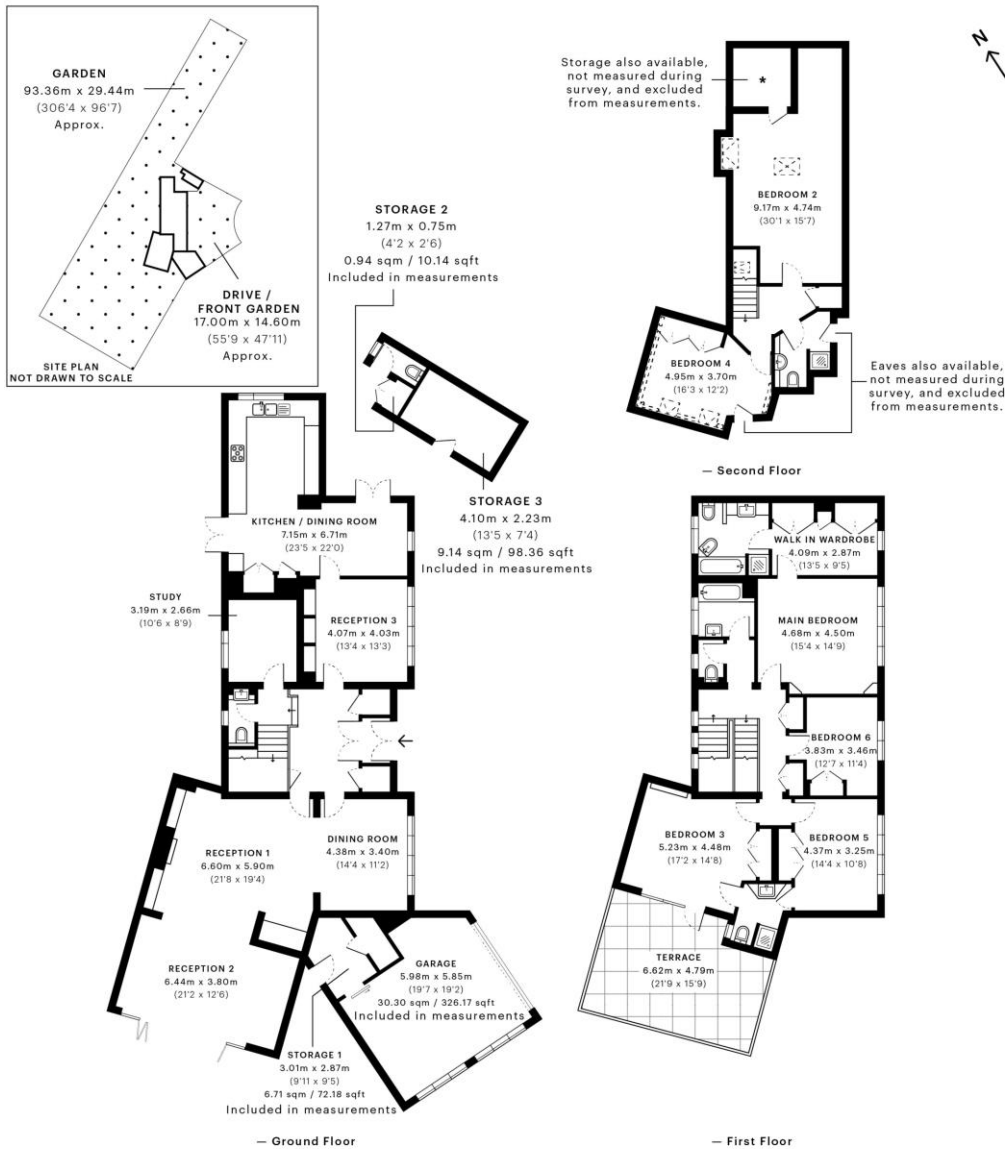 GARDEN
93.36m x 29.44m
(306'4 x 96'7)
Approx.
DRIVE /
FRONT GARDEN
17.00m x 14.60m
(55'9 x 47'11)
Approx.
SITE PLAN
NOT DRAWN TO SCALE
Storage also available,
not measured during
survey, and excluded
from measurements.
*
N
BEDROOM 2
9.17m x 4.74m
(30'1 x 15'7)
BEDROOM 4
4.95m x 3.70m
(16'3 x 12'2)
Eaves also available,
not measured during
survey, and excluded
from measurements.
— Second Floor
STORAGE 2
1.27m x 0.75m
(4'2 x 2'6)
0.94 sqm / 10.14 sqft
Included in measurements
STORAGE 3
4.10m x 2.23m
(13'5 x 7'4)
9.14 sqm / 98.36 sqft
Included in measurements
KITCHEN / DINING ROOM
7.15m x 6.71m
(23'5 x 22'0)
STUDY
3.19m x 2.66m
(10'6 x 8'9)
RECEPTION 3
4.07m x 4.03m
(13'4 x 13'3)
RECEPTION 1
6.60m x 5.90m
(21'8 x 19'4)
DINING ROOM
4.38m x 3.40m
(14'4 x 11'2)
RECEPTION 2
6.44m x 3.80m
(21'2 x 12'6)
GARAGE
5.98m x 5.85m
(19'7 x 19'2)
30.30 sqm / 326.17 sqft
Included in measurements
STORAGE 1
3.01m x 2.87m
(9'11 x 9'5)
6.71 sqm / 72.18 sqft
Included in measurements
— Ground Floor
WALK IN WARDROBE
4.09m x 2.87m
(13'5 x 9'5)
MAIN BEDROOM
4.68m x 4.50m
(15'4 x 14'9)
BEDROOM 6
3.83m x 3.46m
(12'7 x 11'4)
BEDROOM 3
5.23m x 4.48m
(17'2 x 14'8)
BEDROOM 5
4.37m x 3.25m
(14'4 x 10'8)
TERRACE
6.62m x 4.79m
(21'9 x 15'9)
— First Floor